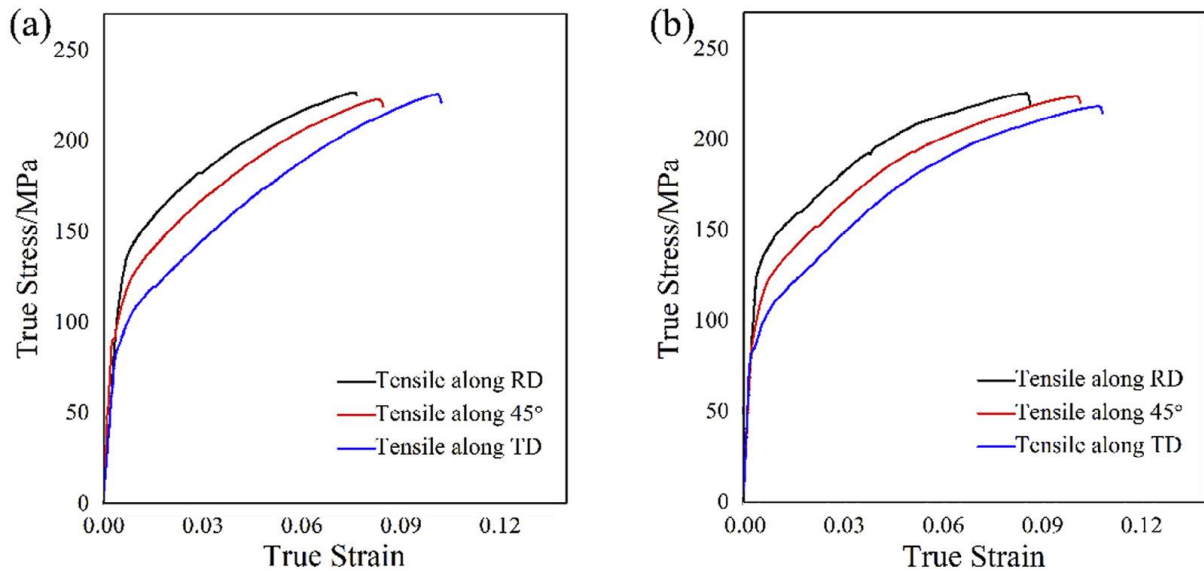 (a)
True Stress/MPa
250
200
150
100
50
0
Tensile along RD
Tensile along 45°
Tensile along TD
0.00 0.03 0.06 0.09 0.12
True Strain
(b)
True Stress/MPa
250
200
150
100
50
0
Tensile along RD
Tensile along 45°
Tensile along TD
0.00 0.03 0.06 0.09 0.12
True Strain